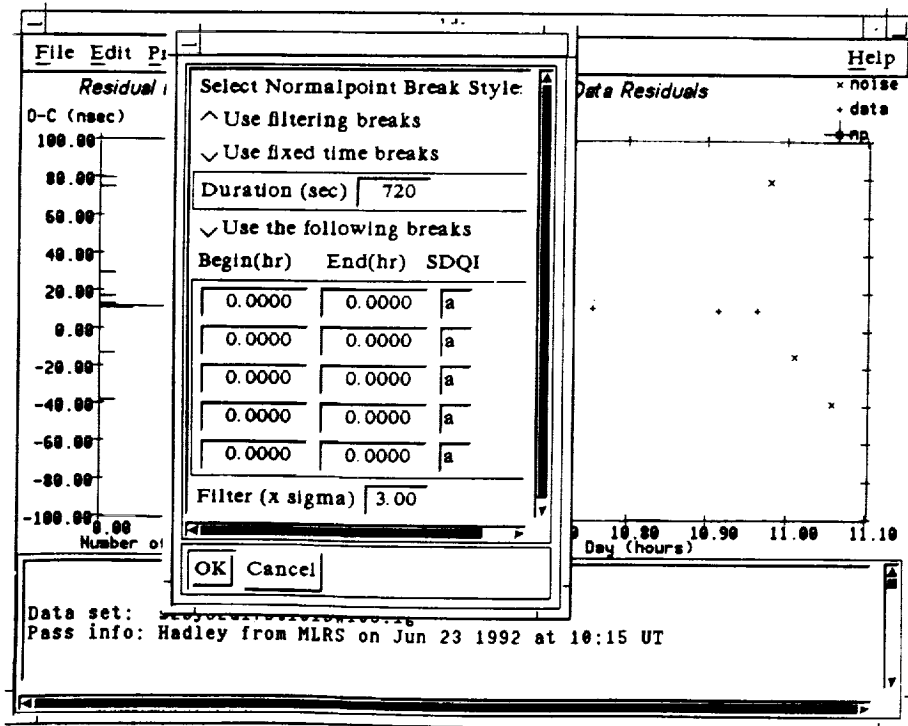 File Edit
Help
Residual
Data Residuals
× noise
+ data
np
O-C (nsec)
100.00
80.00
60.00
40.00
20.00
0.00
-20.00
-40.00
-60.00
-80.00
-100.00
0.00
Number of
10.80 10.90 11.00 11.10
Day (hours)
Select Normalpoint Break Style:
Use filtering breaks
Use fixed time breaks
Duration (sec) 720
Use the following breaks
Begin(hr) End(hr) SDQI
0.0000 0.0000 a
0.0000 0.0000 a
0.0000 0.0000 a
0.0000 0.0000 a
0.0000 0.0000 a
Filter (x sigma) 3.00
OK Cancel
Data set:
Pass info: Hadley from MLRS on Jun 23 1992 at 10:15 UT